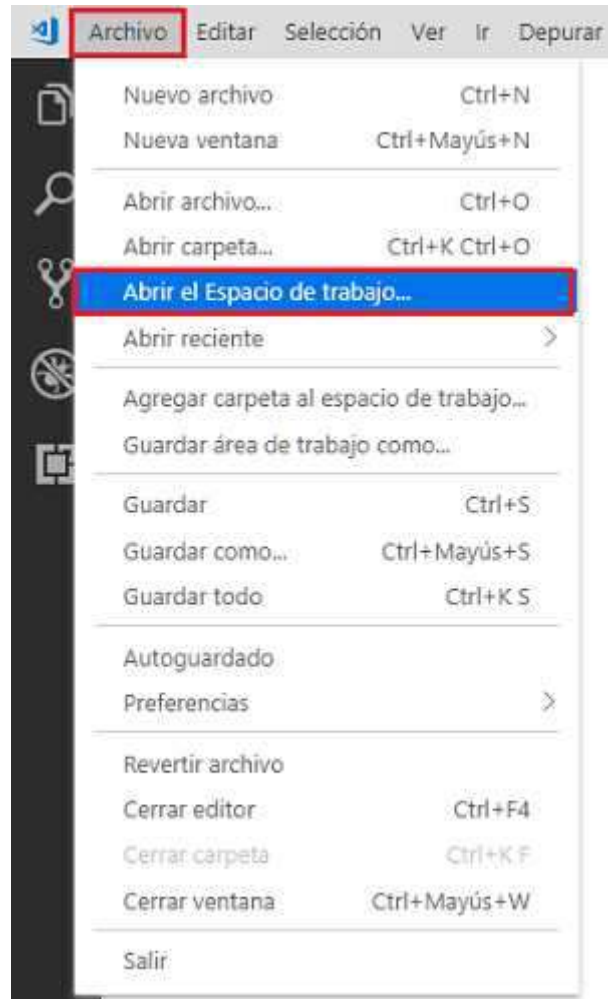 Archivo Editar Selección Ver Ir Depurar
Nuevo archivo Ctrl+N
Nueva ventana Ctrl+Mayús+N
Abrir archivo... Ctrl+O
Abrir carpeta... Ctrl+K Ctrl+O
Abrir el Espacio de trabajo...
Abrir reciente
Agregar carpeta al espacio de trabajo...
Guardar área de trabajo como...
Guardar Ctrl+S
Guardar como... Ctrl+Mayús+S
Guardar todo Ctrl+K S
Autoguardado
Preferencias
Revertir archivo
Cerrar editor Ctrl+F4
Cerrar carpeta Ctrl+K F
Cerrar ventana Ctrl+Mayús+W
Salir